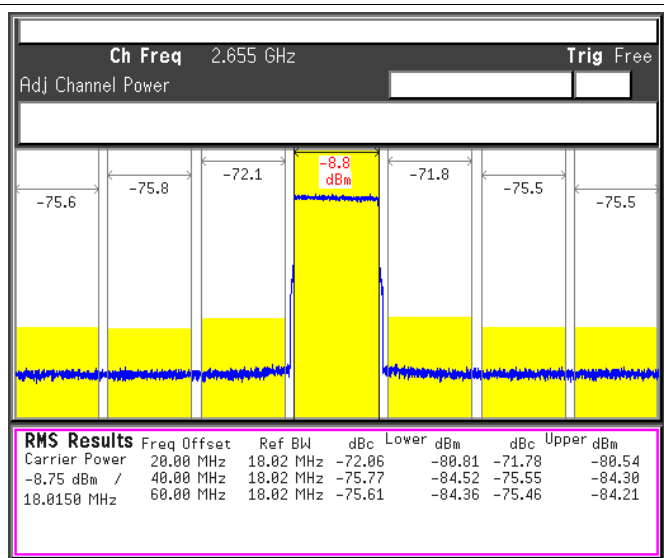 Ch Freq 2.655 GHz Trig Free
Adj Channel Power
-75.6 -75.8 -72.1 -8.8 dBm -71.8 -75.5 -75.5
RMS Results Freq Offset Ref BW dBc Lower dBm dBc Upper dBm
Carrier Power 20.00 MHz 18.02 MHz -72.06 -80.81 -71.78 -80.54
-8.75 dBm / 40.00 MHz 18.02 MHz -75.77 -84.52 -75.55 -84.30
18.0150 MHz 60.00 MHz 18.02 MHz -75.61 -84.36 -75.46 -84.21